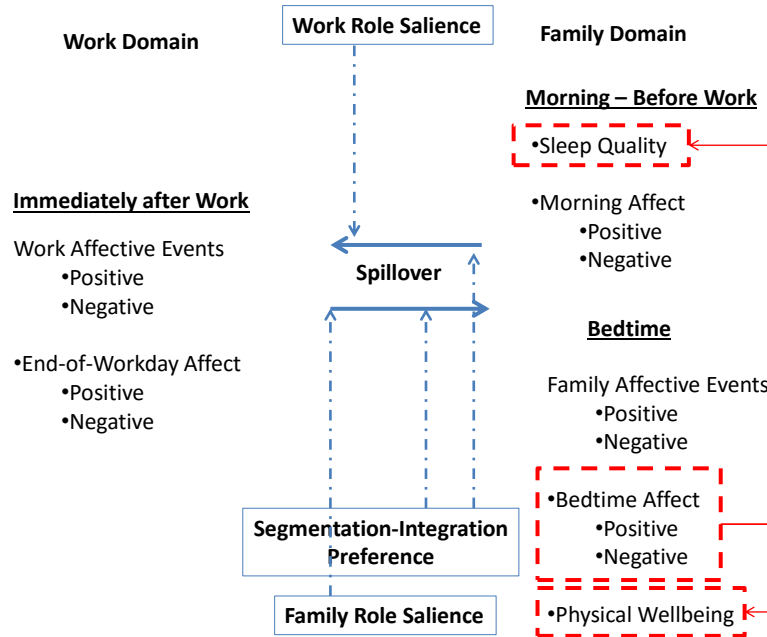 Work Domain
Work Role Salience
Family Domain
Morning – Before Work
•Sleep Quality
•Morning Affect
•Positive
•Negative
Immediately after Work
Work Affective Events
•Positive
•Negative
•End-of-Workday Affect
•Positive
•Negative
Spillover
Bedtime
Family Affective Events
•Positive
•Negative
•Bedtime Affect
•Positive
•Negative
•Physical Wellbeing
Segmentation-Integration
Preference
Family Role Salience